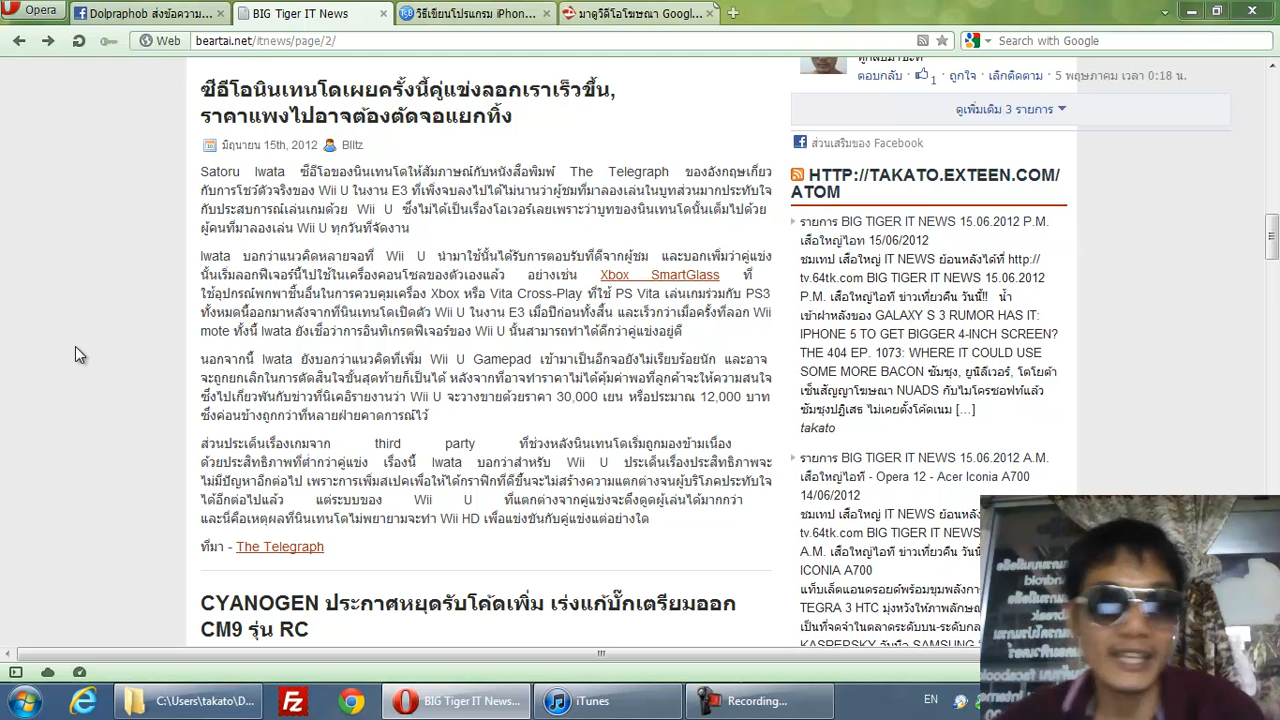 Opera
Dolpraphob ส่งข้อความ...
BIG Tiger IT News
วิธีเขียนโปรแกรม iPhon...
มาดูวีดีโอโฆษณา Googl...
Web
beartai.net/itnews/page/2/
Search with Google
ซีอีโอนินเทนโดเผยครั้งนี้คู่แข่งลอกเราเร็วขึ้น,
ราคาแพงไปอาจต้องตัดจอแยกทิ้ง
มิถุนายน 15th, 2012 Blltz
Satoru Iwata ซีอีโอของนินเทนโดให้สัมภาษณ์กับหนังสือพิมพ์ The Telegraph ของอังกฤษเกี่ยว
กับการโชว์ตัวจริงของ Wii U ในงาน E3 ที่เพิ่งจบลงไปได้ไม่นานว่าผู้ชมที่มาลองเล่นในบูทส่วนมากประทับใจ
กับประสบการณ์เล่นเกมด้วย Wii U ซึ่งไม่ได้เป็นเรื่องโอเวอร์เลยเพราะว่าบูทของนินเทนโดนั้นเต็มไปด้วย
ผู้คนที่มาลองเล่น Wii U ทุกวันที่จัดงาน
Iwata บอกว่าแนวคิดหลายจอที่ Wii U นำมาใช้นั้นได้รับการตอบรับที่ดีจากผู้ชม และบอกเพิ่มว่าคู่แข่ง
นั้นเริ่มลอกฟีเจอร์นี้ไปใช้ในเครื่องคอนโซลของตัวเองแล้ว อย่างเช่น Xbox SmartGlass ที่
ใช้อุปกรณ์พกพาชิ้นอื่นในการควบคุมเครื่อง Xbox หรือ Vita Cross-Play ที่ใช้ PS Vita เล่นเกมร่วมกับ PS3
ทั้งหมดนี้ออกมาหลังจากที่นินเทนโดเปิดตัว Wii U ในงาน E3 เมื่อปีก่อนทั้งสิ้น และเร็วกว่าเมื่อครั้งที่ลอก Wii
mote ทั้งนี้ Iwata ยังเชื่อว่าการอินทิเกรตฟีเจอร์ของ Wii U นั้นสามารถทำได้ดีกว่าคู่แข่งอยู่ดี
นอกจากนี้ Iwata ยังบอกว่าแนวคิดที่เพิ่ม Wii U Gamepad เข้ามาเป็นอีกจอยังไม่เรียบร้อยนัก และอาจ
จะถูกยกเลิกในการตัดสินใจขั้นสุดท้ายก็เป็นได้ หลังจากที่อาจทำราคาไม่ได้คุ้มค่าพอที่ลูกค้าจะให้ความสนใจ
ซึ่งไปเกี่ยวพันกับข่าวที่นิเคอิรายงานว่า Wii U จะวางขายด้วยราคา 30,000 เยน หรือประมาณ 12,000 บาท
ซึ่งค่อนข้างถูกกว่าที่หลายฝ่ายคาดการณ์ไว้
ส่วนประเด็นเรื่องเกมจาก third party ที่ช่วงหลังนินเทนโดเริ่มถูกมองข้ามเนื่อง
ด้วยประสิทธิภาพที่ต่ำกว่าคู่แข่ง เรื่องนี้ Iwata บอกว่าสำหรับ Wii U ประเด็นเรื่องประสิทธิภาพจะ
ไม่มีปัญหาอีกต่อไป เพราะการเพิ่มสเปคเพื่อให้ได้กราฟิกที่ดีขึ้นจะไม่สร้างความแตกต่างจนผู้บริโภคประทับใจ
ได้อีกต่อไปแล้ว แต่ระบบของ Wii U ที่แตกต่างจากคู่แข่งจะดึงดูดผู้เล่นได้มากกว่า
และนี่คือเหตุผลที่นินเทนโดไม่พยายามจะทำ Wii HD เพื่อแข่งขันกับคู่แข่งแต่อย่างใด
ที่มา - The Telegraph
CYANOGEN ประกาศหยุดรับโค้ดเพิ่ม เร่งแก้บั๊กเตรียมออก
CM9 รุ่น RC
ตอบกลับ · 1 · ถูกใจ · เลิกติดตาม · 5 พฤษภาคม เวลา 0:18 น.
ดูเพิ่มเติม 3 รายการ
ส่วนเสริมของ Facebook
HTTP://TAKATO.EXTEEN.COM/
ATOM
รายการ BIG TIGER IT NEWS 15.06.2012 P.M.
เสือใหญ่ไอที 15/06/2012
ชมเทป เสือใหญ่ IT NEWS ย้อนหลังได้ที่ http://
tv.64tk.com BIG TIGER IT NEWS 15.06.2012
P.M. เสือใหญ่ไอที ข่าวเที่ยวคืน วันนี้!! น้ำ
เข้าฝาหลังของ GALAXY S 3 RUMOR HAS IT:
IPHONE 5 TO GET BIGGER 4-INCH SCREEN?
THE 404 EP. 1073: WHERE IT COULD USE
SOME MORE BACON ซัมซุง, ยูนิลีเวอร์, โตโยต้า
เซ็นสัญญาโฆษณา NUADS กับไมโครซอฟท์แล้ว
ซัมซุงปฏิเสธ ไม่เคยตั้งโค้ดเนม [...]
takato
รายการ BIG TIGER IT NEWS 15.06.2012 A.M.
เสือใหญ่ไอที - Opera 12 - Acer Iconia A700
14/06/2012
ชมเทป เสือใหญ่ IT NEWS ย้อนหลัง
tv.64tk.com BIG TIGER IT NEWS
A.M. เสือใหญ่ไอที ข่าวเที่ยวคืน วันนี้
ICONIA A700
แท็บเล็ตแอนดรอยด์พร้อมขุมพลังการ
TEGRA 3 HTC มุ่งหวังให้ภาพลักษณ์
เป็นที่จดจำในตลาดระดับบน-ระดับกลาง
KASPERSKY จับมือ SAMSUNG
C:\Users\takato\D...
BIG Tiger IT News...
iTunes
Recording...
EN